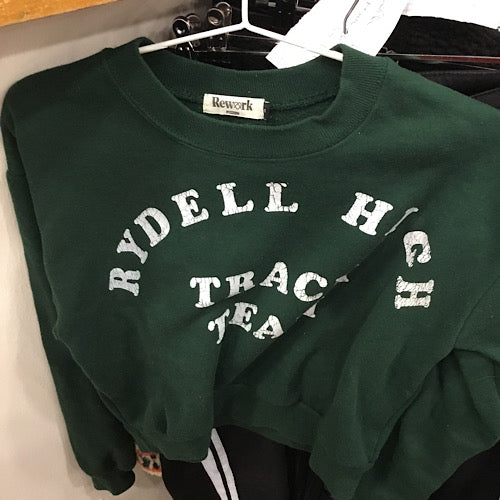 Rework
RYDELL HIGH
TRACK
TEAM